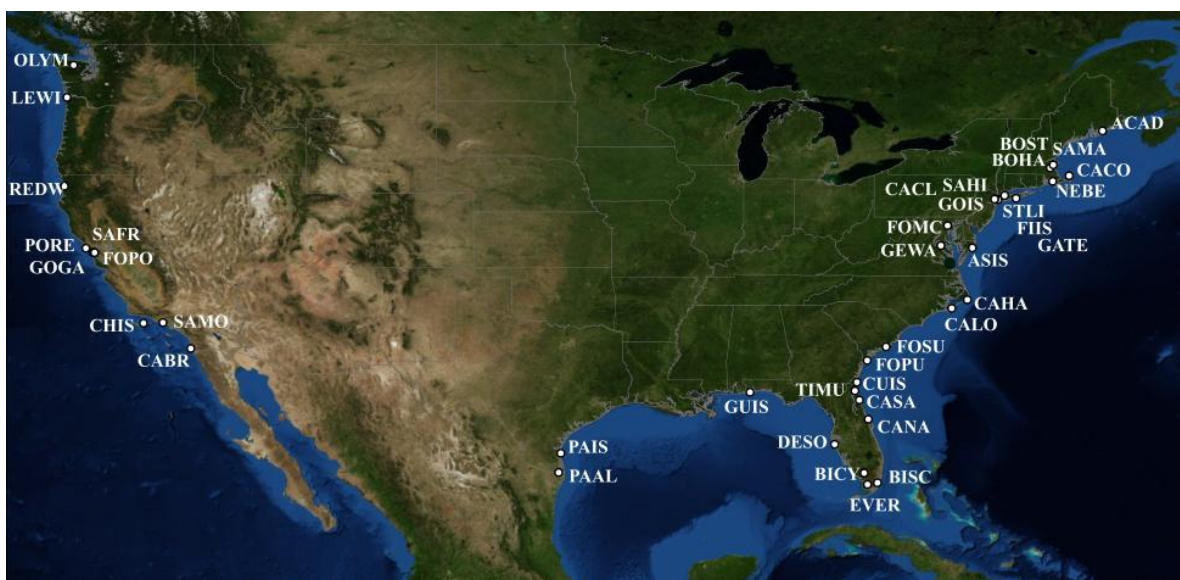 OLYM
LEWI
REDW
PORE
SAFR
GOGA
FOPO
CHIS
SAMO
CABR
PAIS
PAAL
GUIS
DESO
BICY
EVER
BISC
CANA
CASA
TIMU
CUIS
FOPU
FOSU
CALO
CAHA
ASIS
GEWA
FOMC
CACL
SAHI
GOIS
STLI
FIIS
GATE
NEBE
CACO
BOST
BOHA
SAMA
ACAD